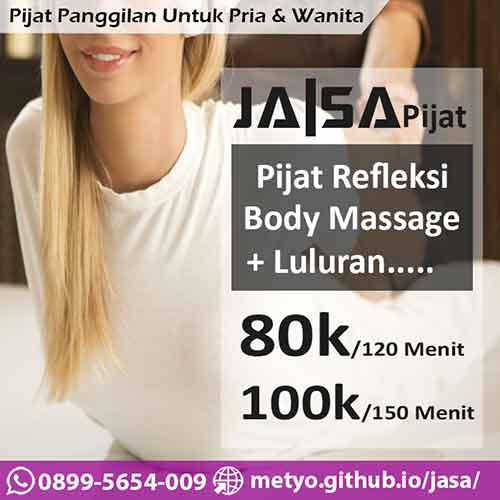 Pijat Panggilan Untuk Pria & Wanita
JA|SA Pijat
Pijat Refleksi
Body Massage
+ Luluran.....
80k/120 Menit
100k/150 Menit
0899-5654-009 metyo.github.io/jasa/